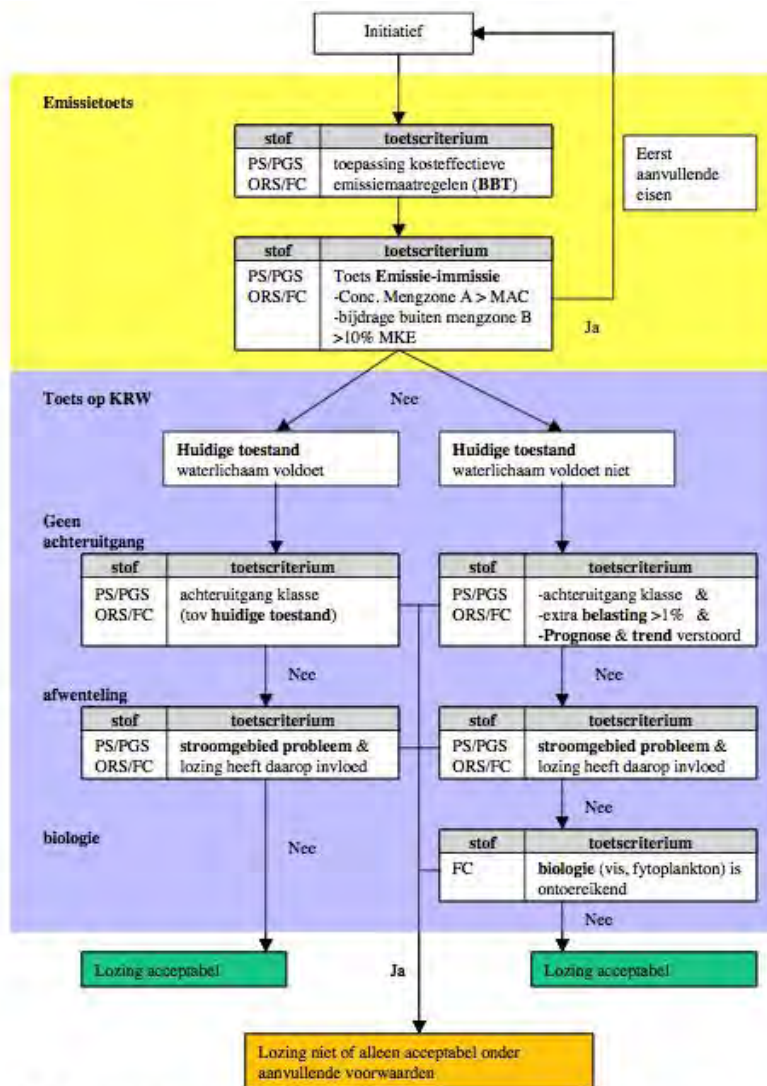 Initiatief
Emissietoets
stof toetscriterium
PS/PGS toepassing kosteffectieve
ORS/FC emissiemaatregelen (BBT)
Eerst
aanvullende
eisen
stof toetscriterium
PS/PGS Toets Emissie-immissie
ORS/FC -Conc. Mengzone A > MAC
-bijdrage buiten mengzone B
>10% MKE
Ja
Toets op KRW
Nee
Huidige toestand
waterlichaam voldoet
Huidige toestand
waterlichaam voldoet niet
Geen
achteruitgang
stof toetscriterium
PS/PGS achteruitgang klasse
ORS/FC (tov huidige toestand)
stof toetscriterium
PS/PGS -achteruitgang klasse &
ORS/FC -extra belasting >1% &
-Prognose & trend verstoord
Nee
Nee
afwenteling
stof toetscriterium
PS/PGS stroomgebied probleem &
ORS/FC lozing heeft daarop invloed
stof toetscriterium
PS/PGS stroomgebied probleem &
ORS/FC lozing heeft daarop invloed
Nee
biologie
Nee
stof toetscriterium
FC biologie (vis, fytoplankton) is
ontoereikend
Nee
Lozing acceptabel
Ja
Lozing acceptabel
Lozing niet of alleen acceptabel onder
aanvullende voorwaarden